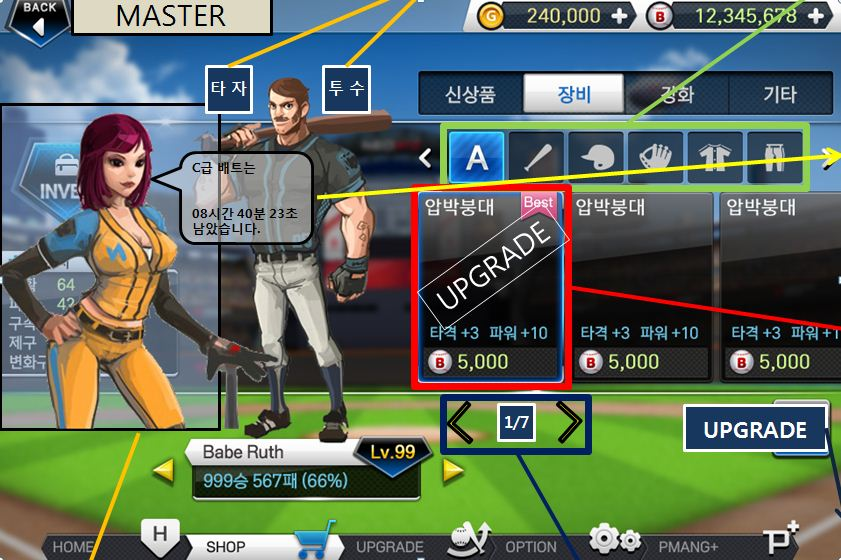 BACK
MASTER
G 240,000 +
B 12,345,678 +
타 자
투 수
신상품
장비
강화
기타
A
INVE
C급 배트는
08시간 40분 23초
남았습니다.
64
42
구속
제구
변화구
압박붕대
Best
UPGRADE
타격 +3 파워 +10
B 5,000
압박붕대
타격 +3 파워 +10
B 5,000
압박붕대
타격 +3 파워 +1
B 5,000
1/7
UPGRADE
Babe Ruth
Lv.99
999승 567패 (66%)
HOME
H
SHOP
UPGRADE
OPTION
PMANG+
P+